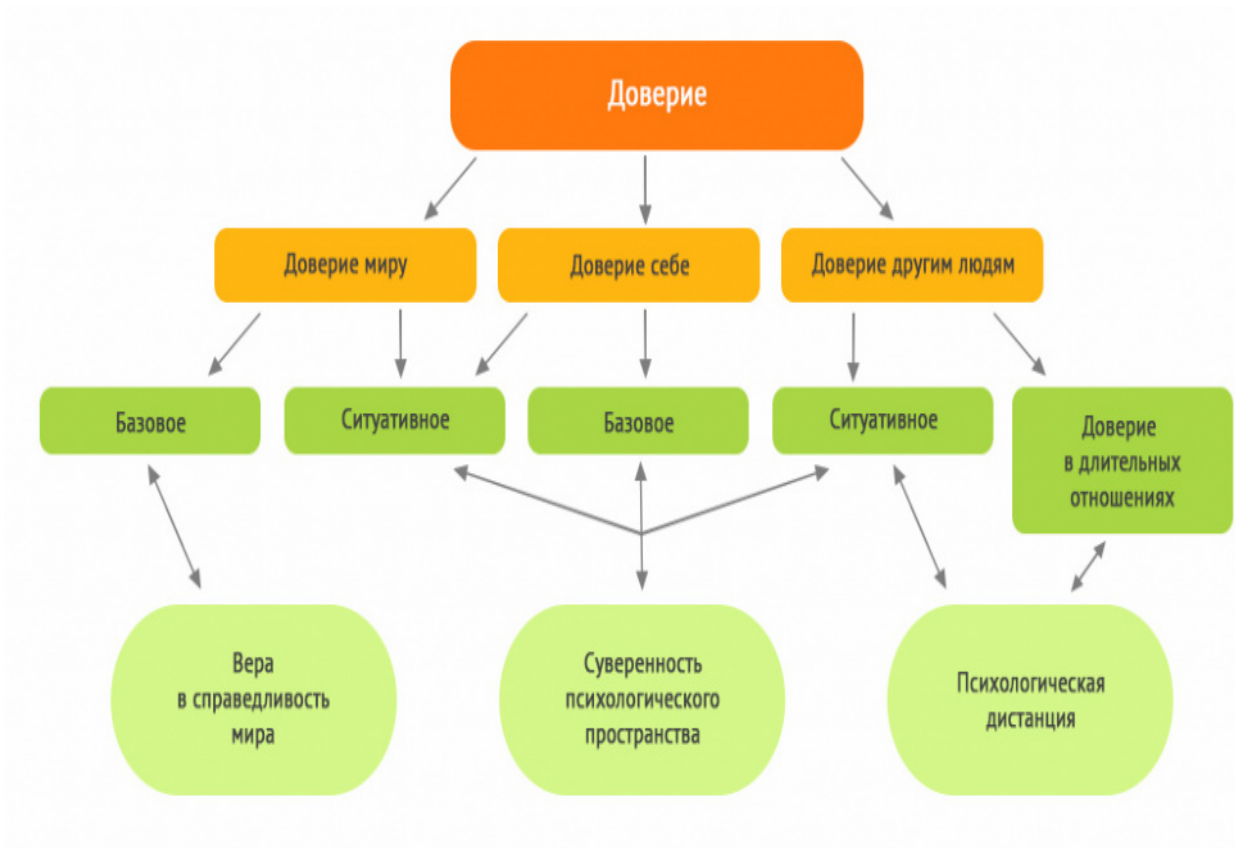 Доверие
Доверие миру
Доверие себе
Доверие другим людям
Базовое
Ситуативное
Базовое
Ситуативное
Доверие
в длительных
отношениях
Вера
в справедливость
мира
Суверенность
психологического
пространства
Психологическая
дистанция